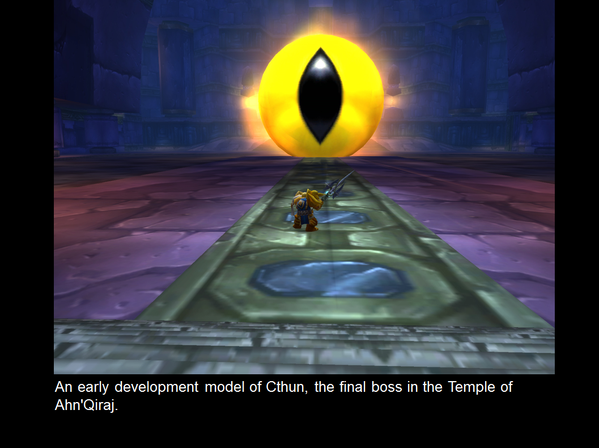 An early development model of Cthun, the final boss in the Temple of
Ahn'Qiraj.